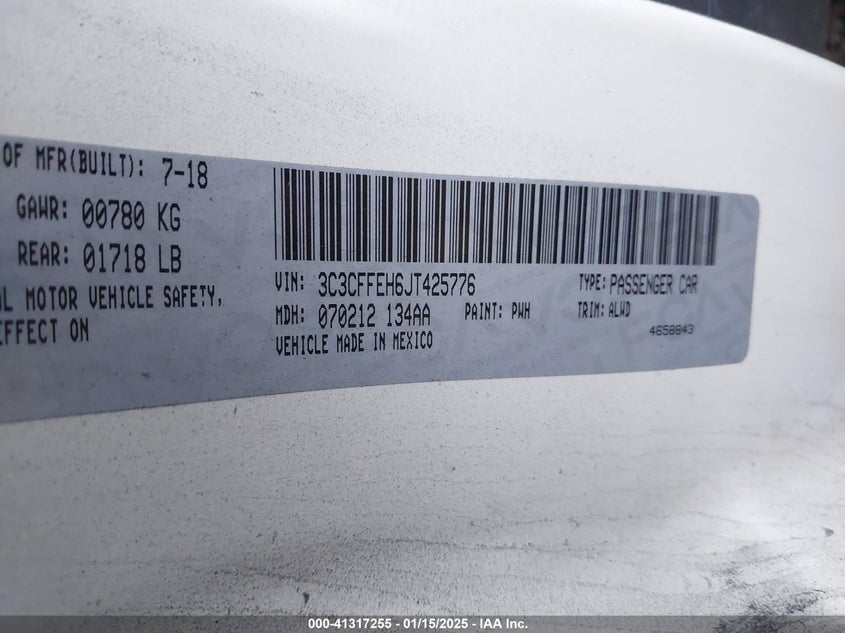 OF MFR(BUILT): 7-18
GAWR: 00780 KG
REAR: 01718 LB
MOTOR VEHICLE SAFETY,
EFFECT ON
VIN: 3C3CFFEH6JT425776
TYPE: PASSENGER CAR
MDH: 070212 134AA
PAINT: PWH
TRIM: ALWD
VEHICLE MADE IN MEXICO
4658843
000-41317255 - 01/15/2025 - IAA Inc.